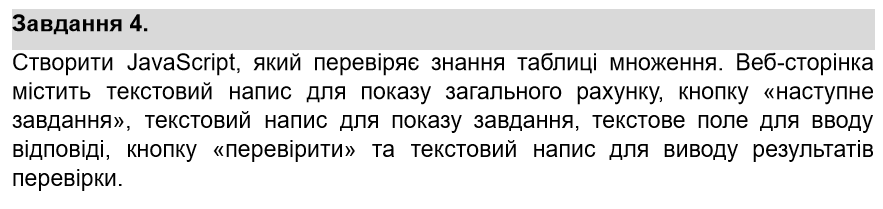 Завдання 4.
Створити JavaScript, який перевіряє знання таблиці множення. Веб-сторінка
містить текстовий напис для показу загального рахунку, кнопку «наступне
завдання», текстовий напис для показу завдання, текстове поле для вводу
відповіді, кнопку «перевірити» та текстовий напис для виводу результатів
перевірки.